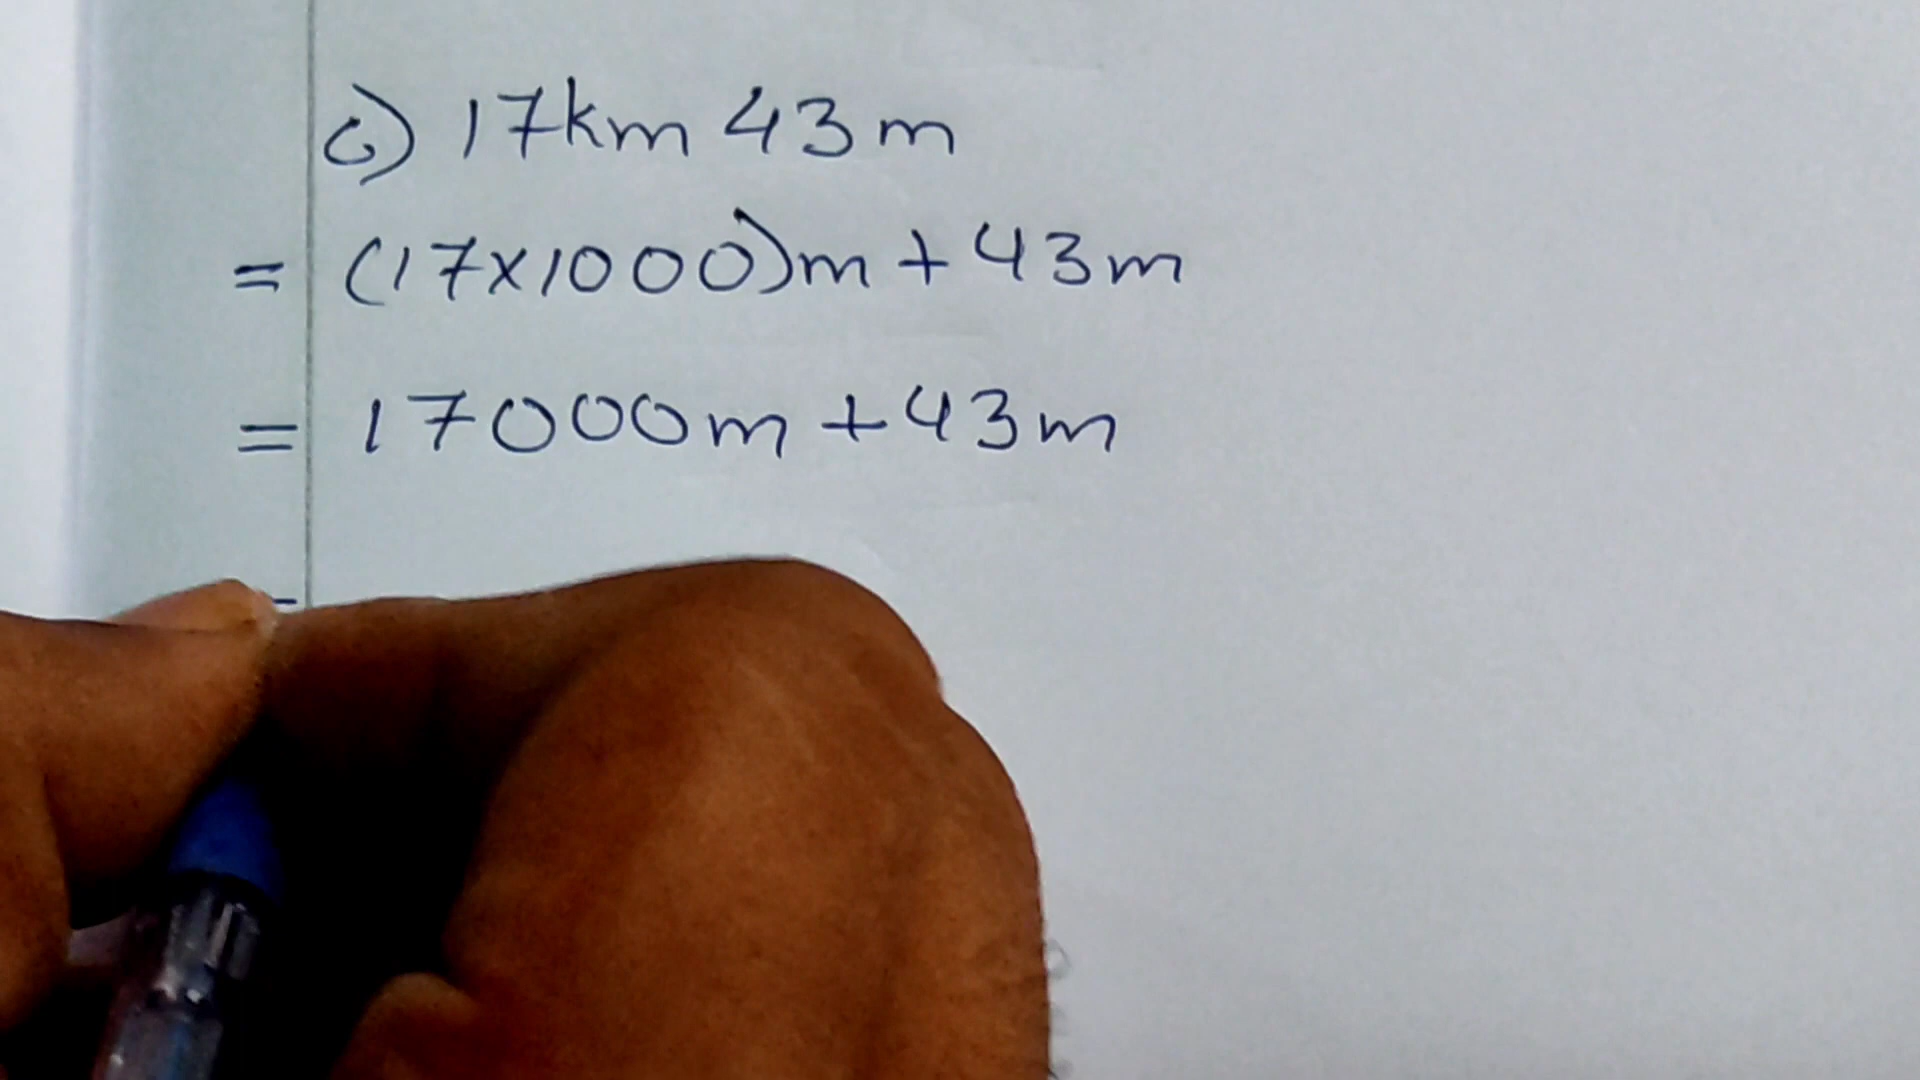 c) 17km 43m
= (17×1000)m + 43m
= 17000m + 43m